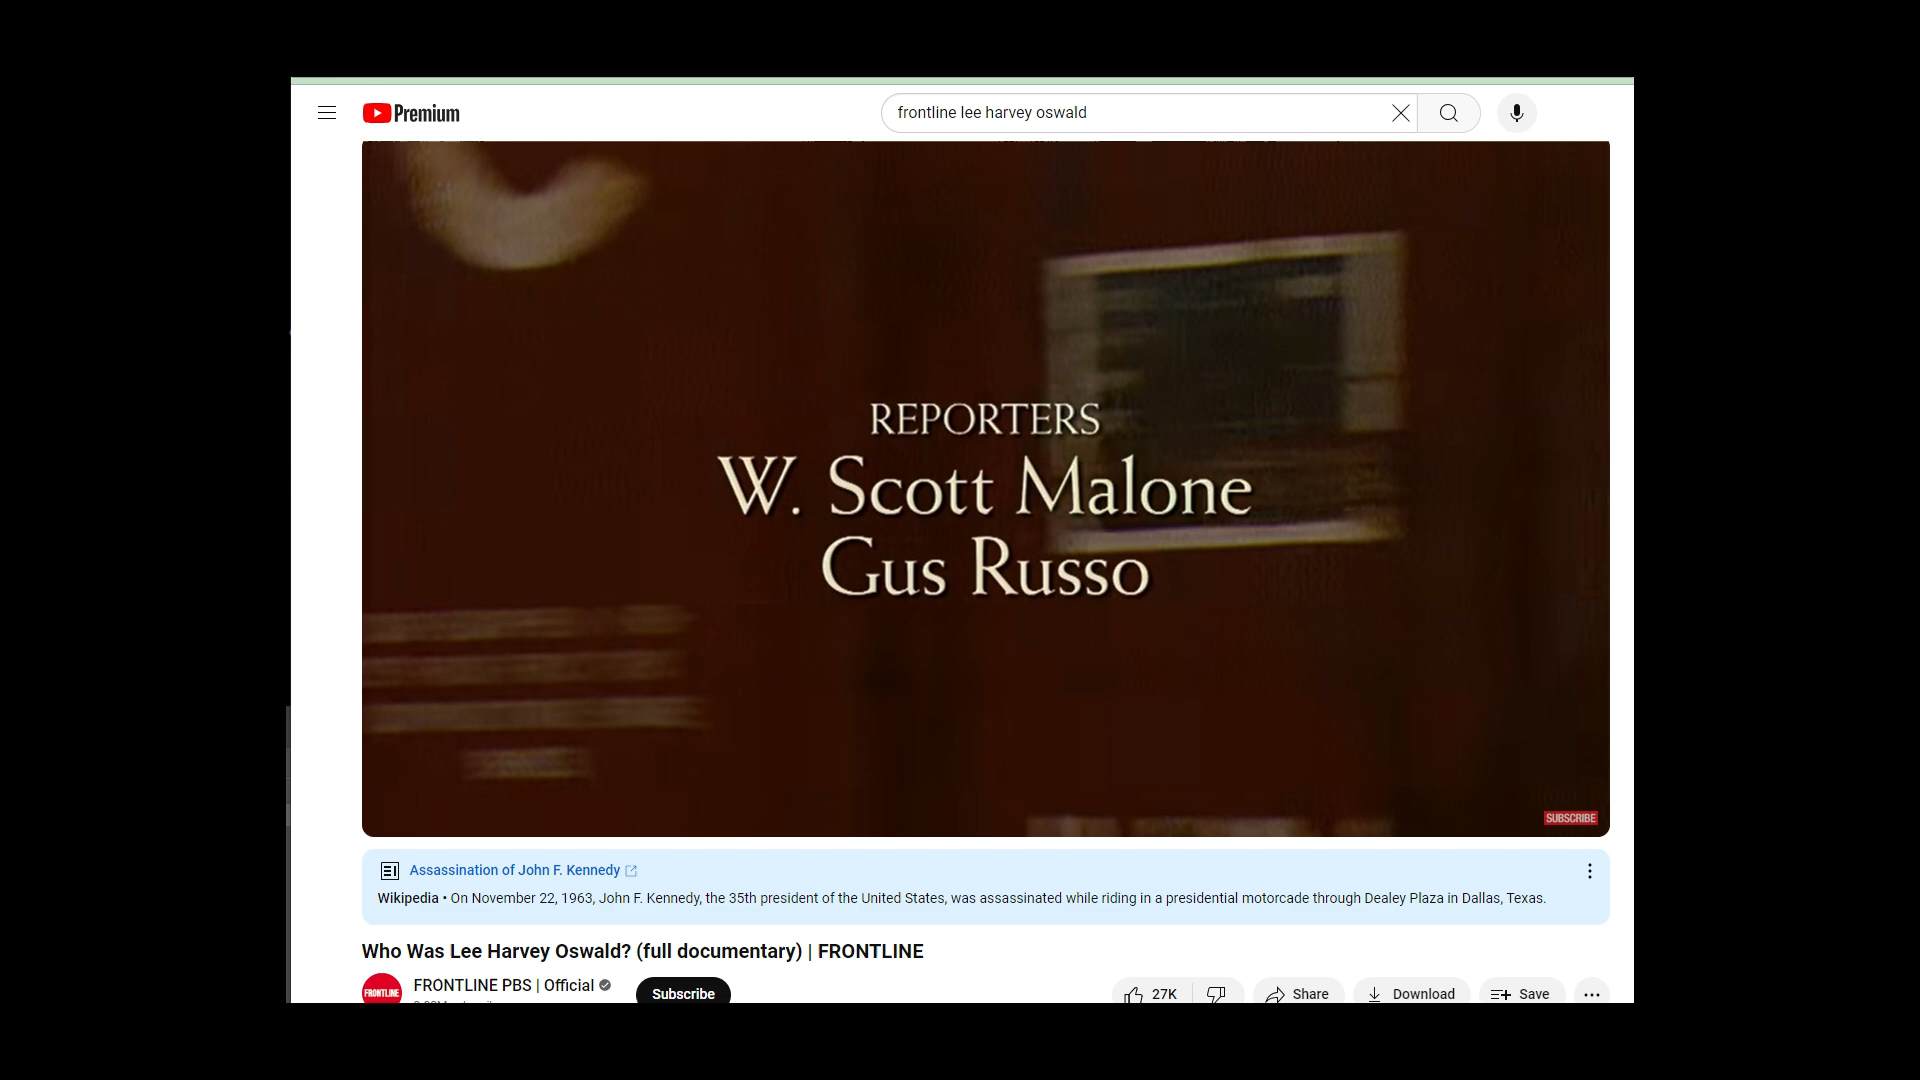 Premium
frontline lee harvey oswald
REPORTERS
W. Scott Malone
Gus Russo
SUBSCRIBE
Assassination of John F. Kennedy
Wikipedia • On November 22, 1963, John F. Kennedy, the 35th president of the United States, was assassinated while riding in a presidential motorcade through Dealey Plaza in Dallas, Texas.
Who Was Lee Harvey Oswald? (full documentary) | FRONTLINE
FRONTLINE
FRONTLINE PBS | Official
Subscribe
27K
Share
Download
Save